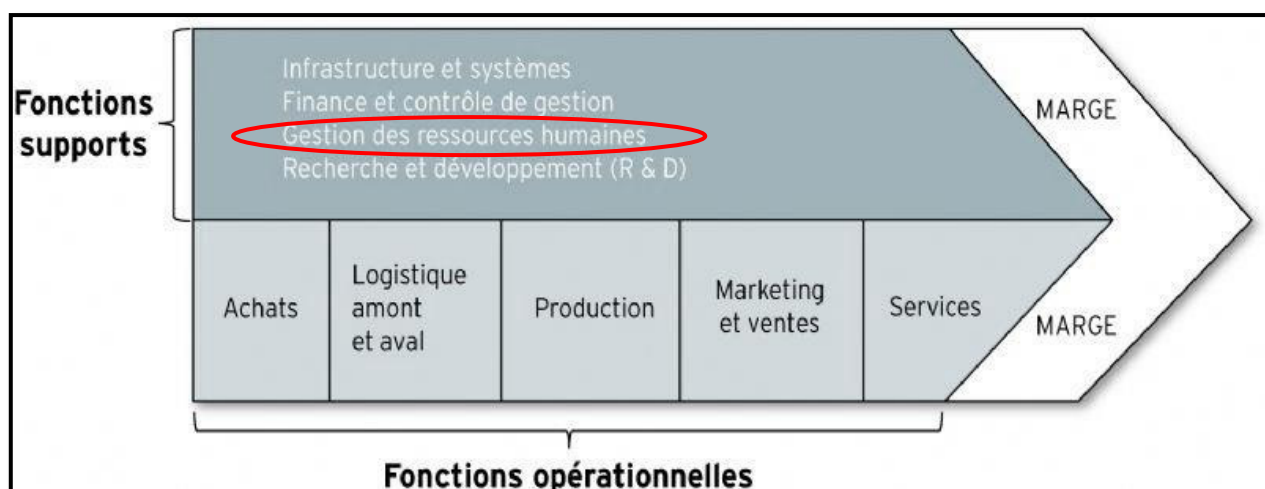 Fonctions
supports
Infrastructure et systèmes
Finance et contrôle de gestion
Gestion des ressources humaines
Recherche et développement (R & D)
MARGE
Achats
Logistique
amont
et aval
Production
Marketing
et ventes
Services
MARGE
Fonctions opérationnelles